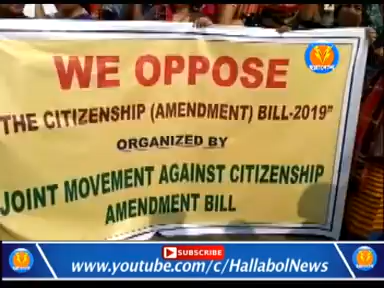 WE OPPOSE
THE CITIZENSHIP (AMENDMENT) BILL-2019"
ORGANIZED BY
JOINT MOVEMENT AGAINST CITIZENSHIP
AMENDMENT BILL
SUBSCRIBE
www.youtube.com/c/HallabolNews